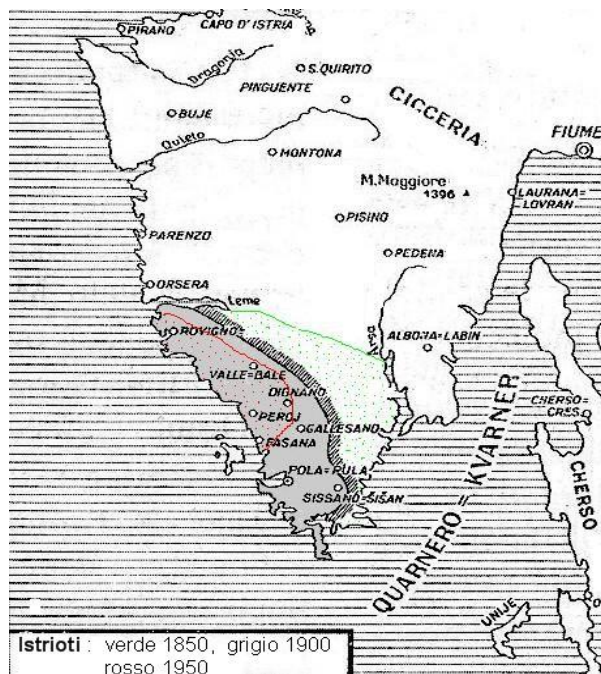 PIRANO
CAPO D'ISTRIA
Dragonja
S.QUIRITO
PINGUENTE
CICCERIA
BUJE
Quieto
FIUME
MONTONA
M.Maggiore
1396
LAURANA=
LOVRAN
PISINO
PARENZO
PEDENA
ORSERA
Leme
Arsa
ROVIGNO=
ALBONA=LABIN
VALLE=BALE
DIGNANO
CHERSO=
CRES
PEROJ
GALLESANO
FASANA
POLA=PULA
SISSANO=SIŠAN
QUARNERO = KVARNER
CHERSO
UNIJE
Istrioti : verde 1850, grigio 1900
rosso 1950